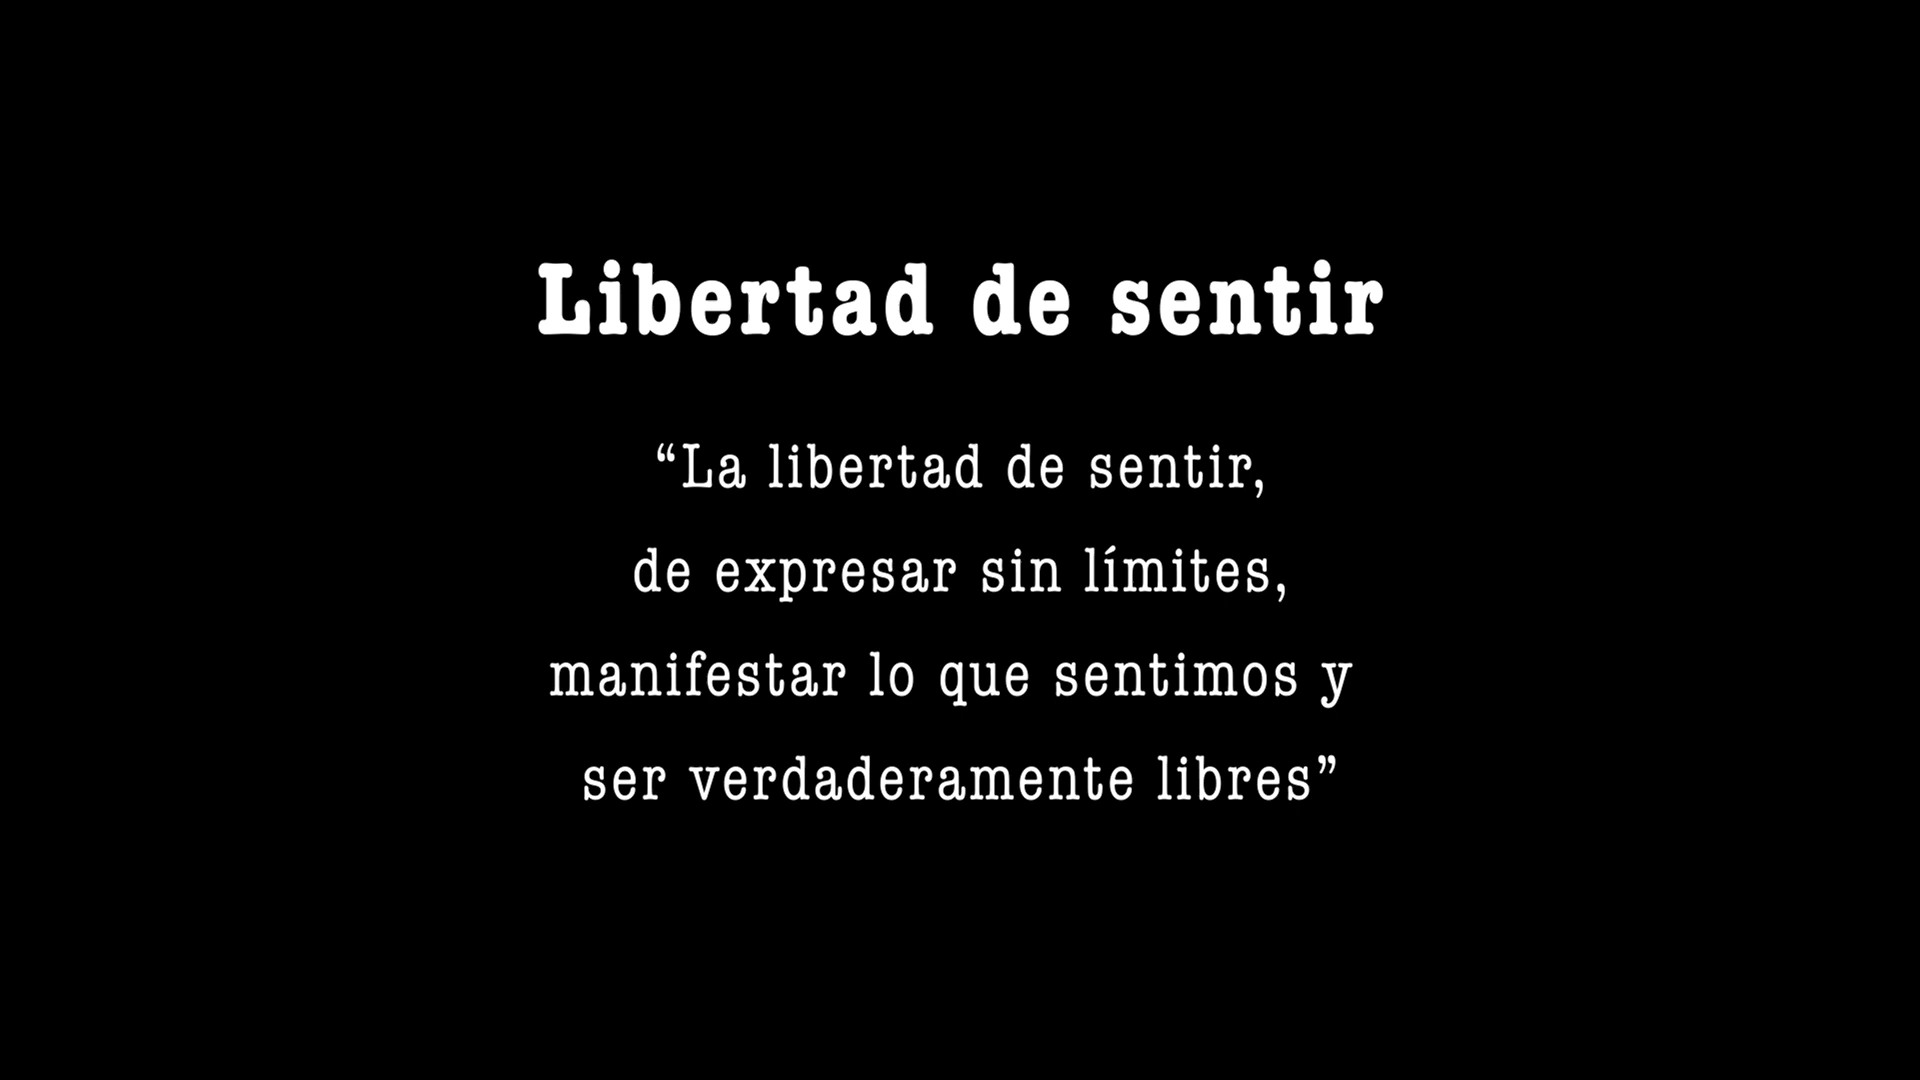 Libertad de sentir
“La libertad de sentir,
de expresar sin límites,
manifestar lo que sentimos y
ser verdaderamente libres”